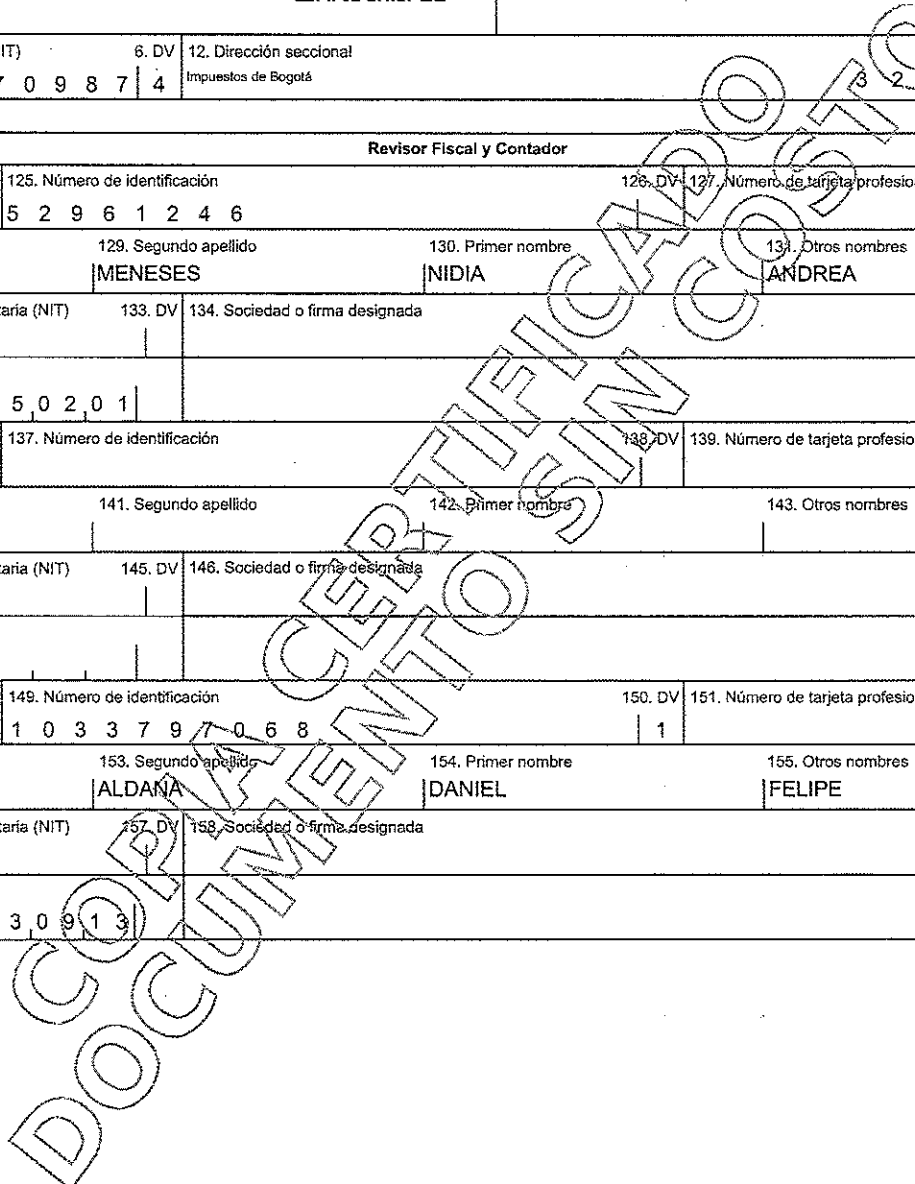 IT) 6. DV 12. Dirección seccional
7 0 9 8 7 4 Impuestos de Bogotá 3 2
Revisor Fiscal y Contador
125. Número de identificación 126. DV 127. Número de tarjeta profesio
5 2 9 6 1 2 4 6
129. Segundo apellido 130. Primer nombre 131. Otros nombres
MENESES NIDIA ANDREA
taria (NIT) 133. DV 134. Sociedad o firma designada
5 0 2 0 1
137. Número de identificación 138. DV 139. Número de tarjeta profesio
141. Segundo apellido 142. Primer nombre 143. Otros nombres
taria (NIT) 145. DV 146. Sociedad o firma designada
149. Número de identificación 150. DV 151. Número de tarjeta profesio
1 0 3 3 7 9 7 0 6 8 1
153. Segundo apellido 154. Primer nombre 155. Otros nombres
ALDANA DANIEL FELIPE
taria (NIT) 157. DV 158. Sociedad o firma designada
3 0 9 1 3
COPIA CERTIFICADO
DOCUMENTO SIN COSTO